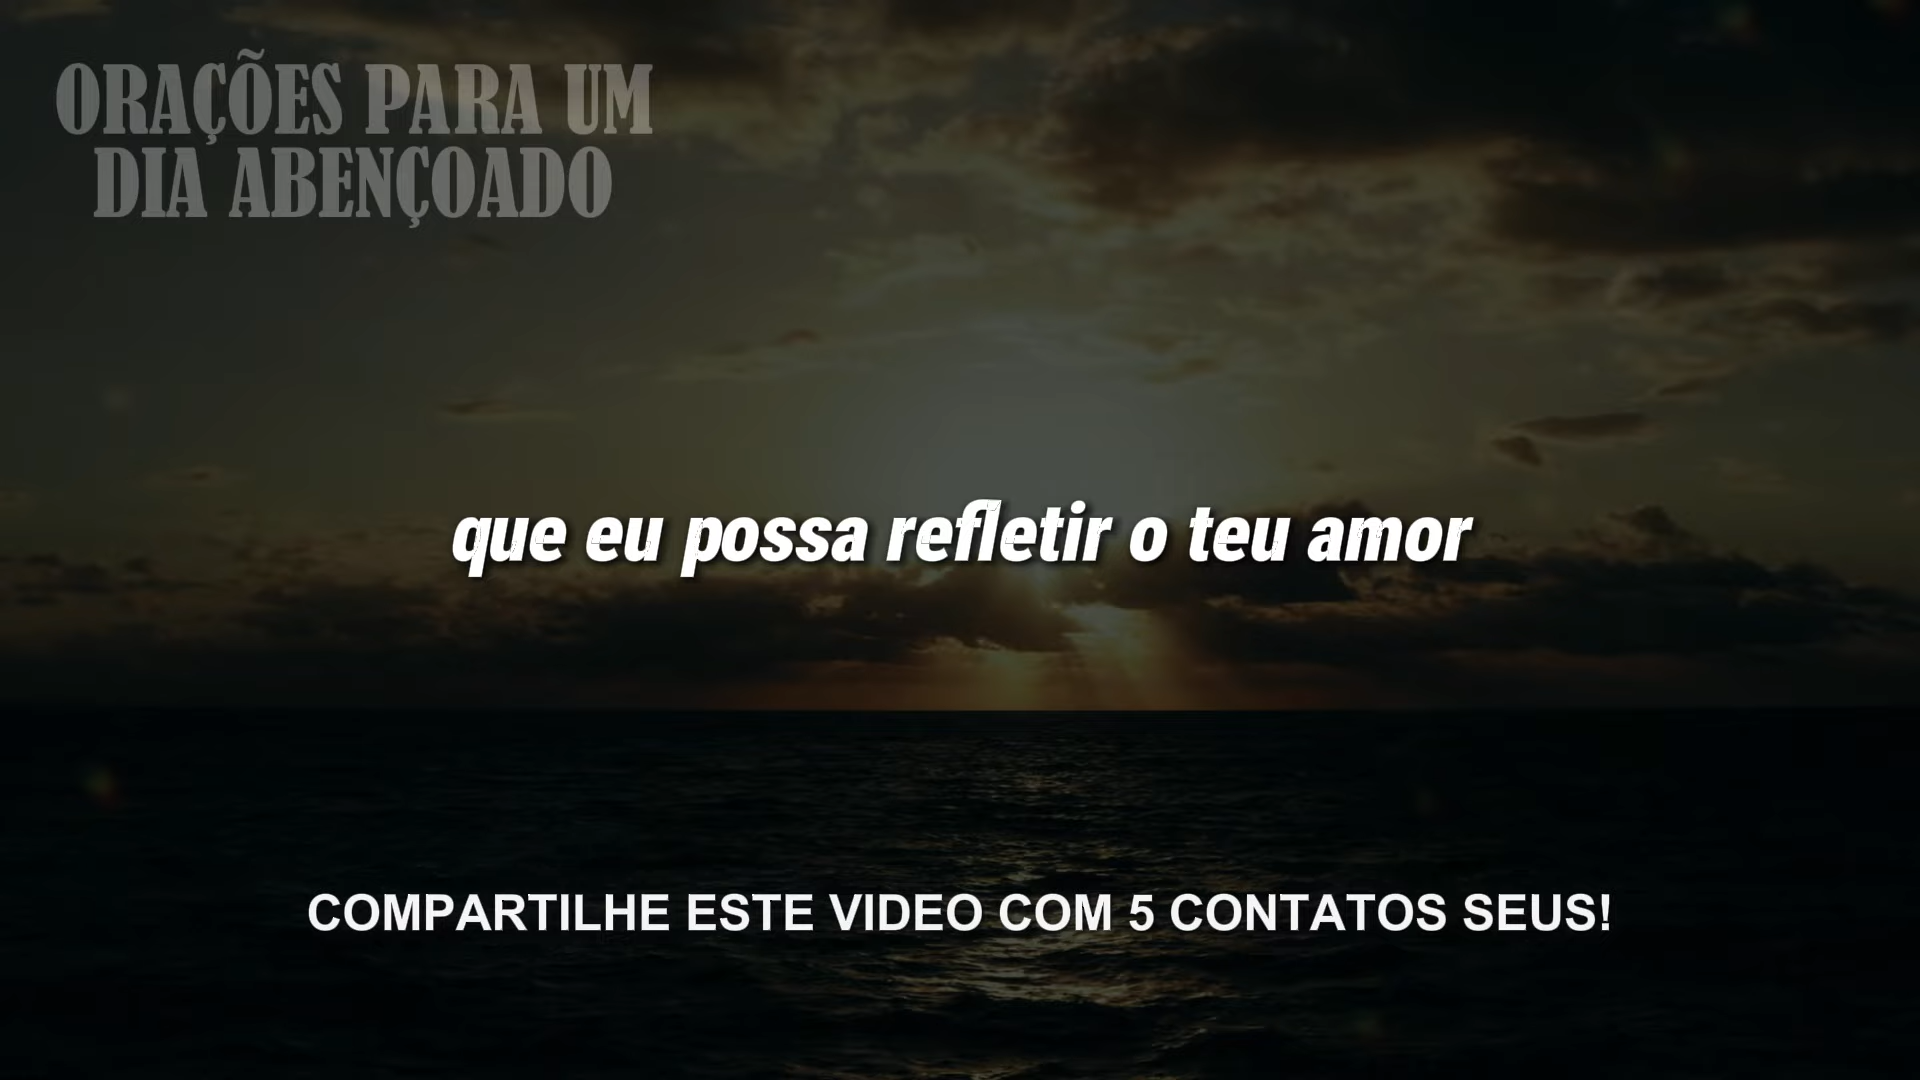 ORAÇÕES PARA UM
DIA ABENÇOADO
que eu possa refletir o teu amor
COMPARTILHE ESTE VIDEO COM 5 CONTATOS SEUS!